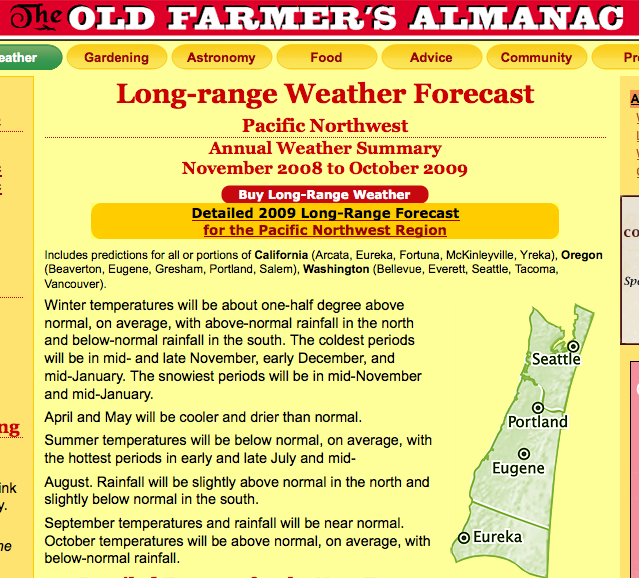 The OLD FARMER'S ALMANAC
Gardening
Astronomy
Food
Advice
Community
Long-range Weather Forecast
Pacific Northwest
Annual Weather Summary
November 2008 to October 2009
Buy Long-Range Weather
Detailed 2009 Long-Range Forecast
for the Pacific Northwest Region
Includes predictions for all or portions of California (Arcata, Eureka, Fortuna, McKinleyville, Yreka), Oregon
(Beaverton, Eugene, Gresham, Portland, Salem), Washington (Bellevue, Everett, Seattle, Tacoma,
Vancouver).
Winter temperatures will be about one-half degree above
normal, on average, with above-normal rainfall in the north
and below-normal rainfall in the south. The coldest periods
will be in mid- and late November, early December, and
mid-January. The snowiest periods will be in mid-November
and mid-January.
April and May will be cooler and drier than normal.
Summer temperatures will be below normal, on average, with
the hottest periods in early and late July and mid-
August. Rainfall will be slightly above normal in the north and
slightly below normal in the south.
September temperatures and rainfall will be near normal.
October temperatures will be above normal, on average, with
below-normal rainfall.
Seattle
Portland
Eugene
Eureka